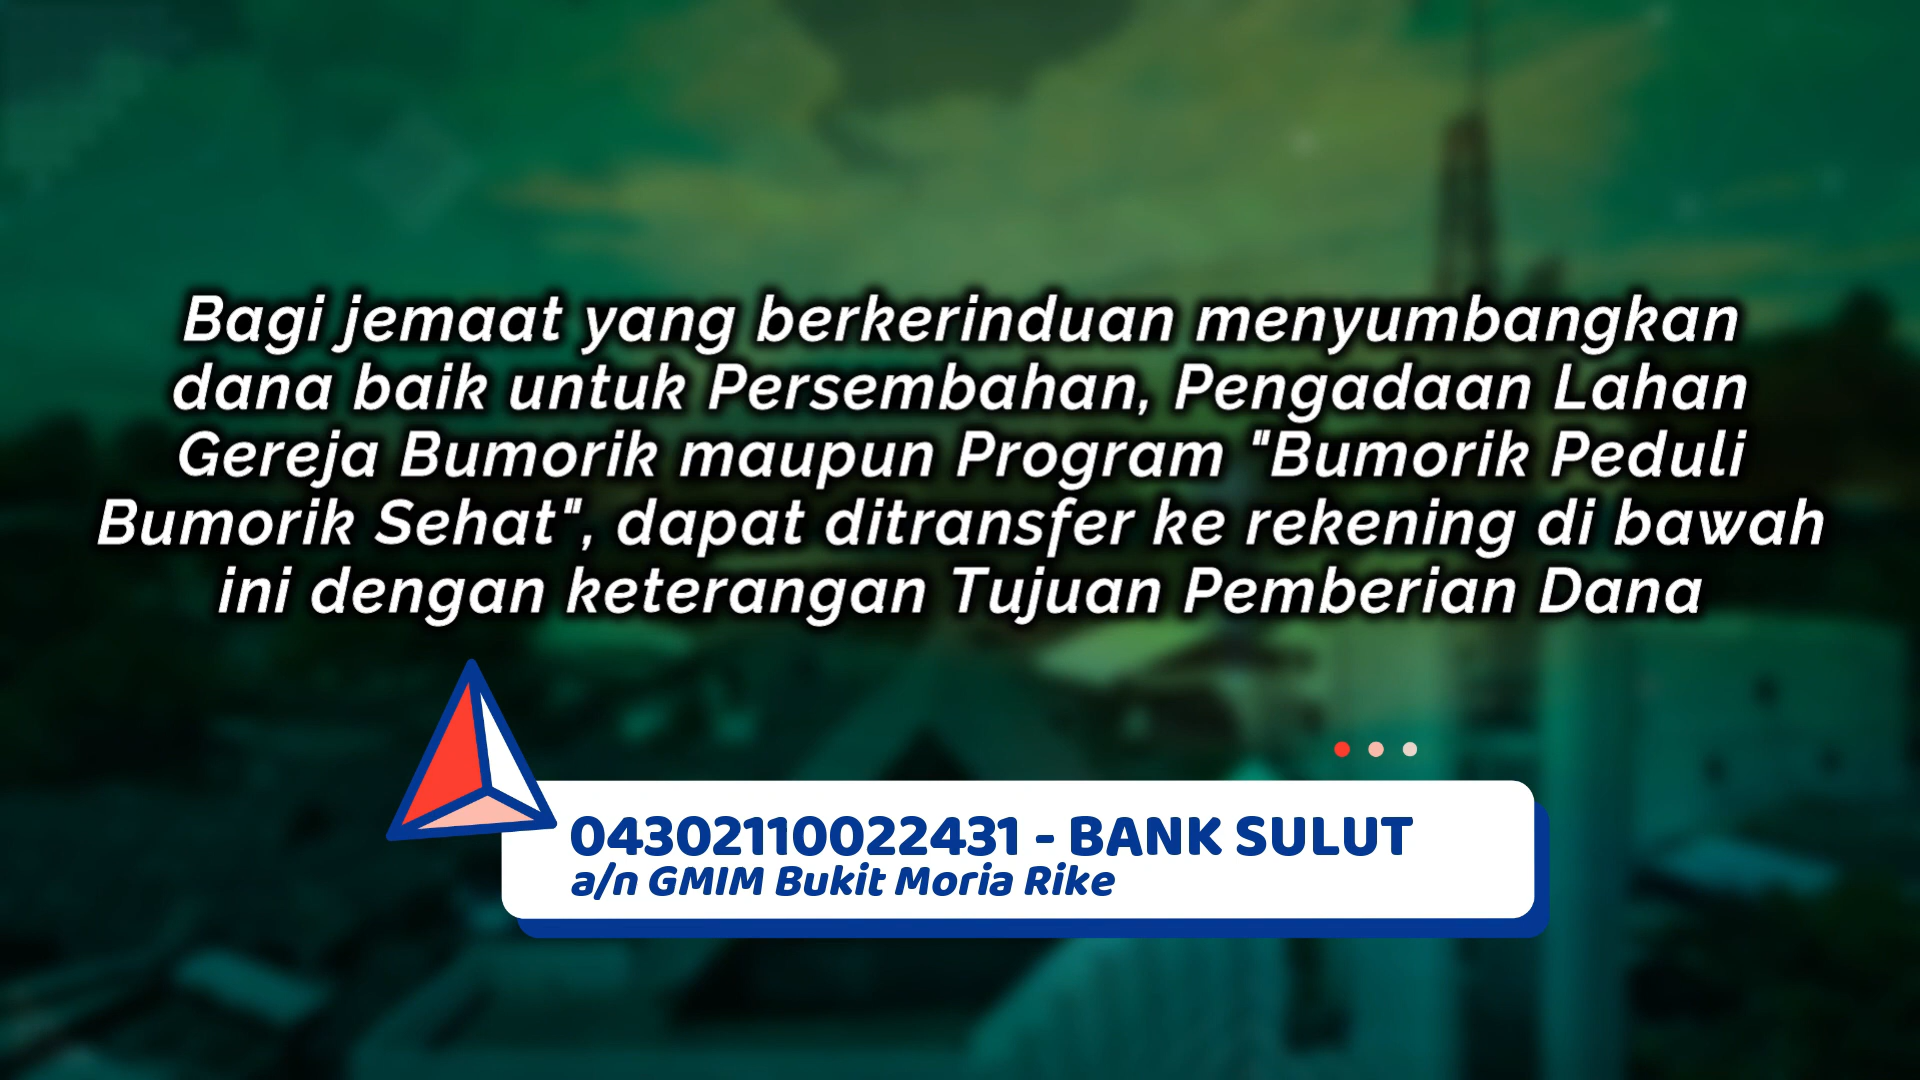 Bagi jemaat yang berkerinduan menyumbangkan
dana baik untuk Persembahan, Pengadaan Lahan
Gereja Bumorik maupun Program "Bumorik Peduli
Bumorik Sehat", dapat ditransfer ke rekening di bawah
ini dengan keterangan Tujuan Pemberian Dana
04302110022431 - BANK SULUT
a/n GMIM Bukit Moria Rike